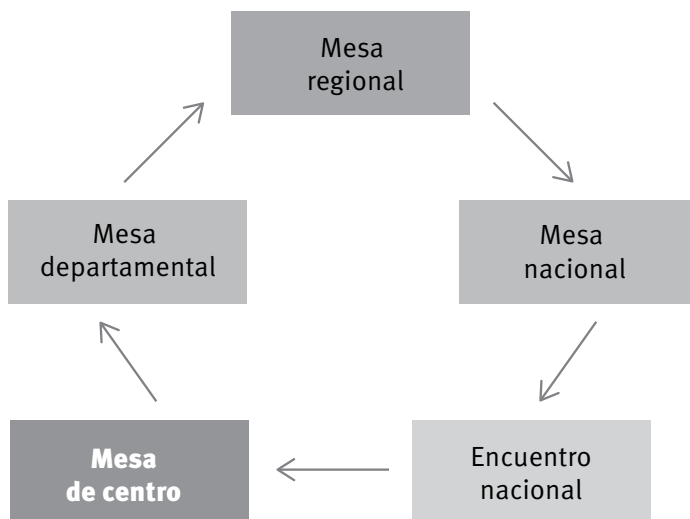 Mesa
regional
Mesa
departamental
Mesa
nacional
Mesa
de centro
Encuentro
nacional